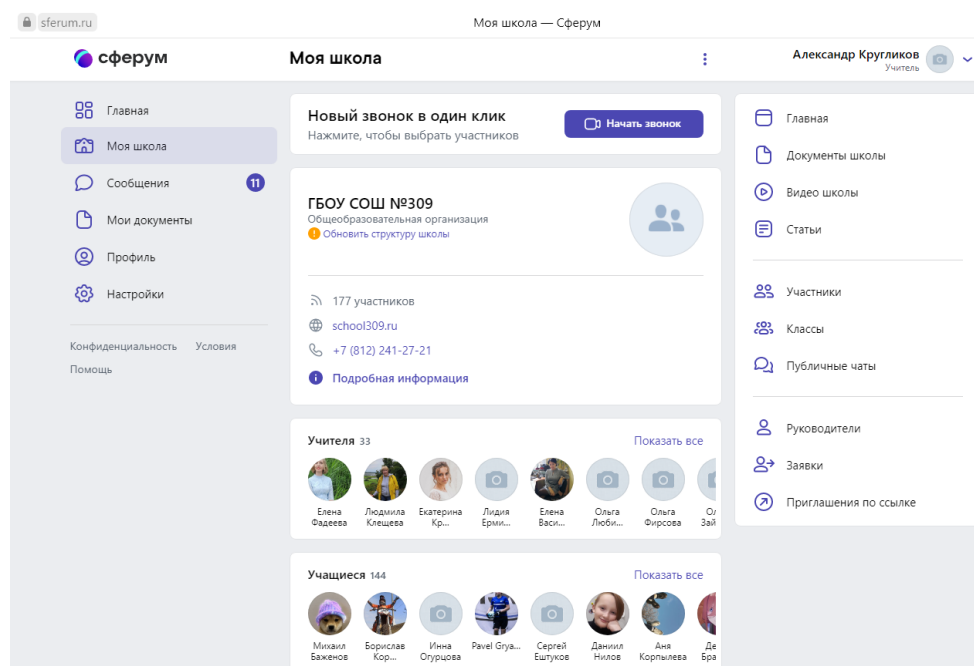 sferum.ru
Моя школа — Сферум
сферум
Моя школа
Александр Кругликов
Учитель
Главная
Моя школа
Сообщения
11
Мои документы
Профиль
Настройки
Конфиденциальность Условия
Помощь
Новый звонок в один клик
Нажмите, чтобы выбрать участников
Начать звонок
ГБОУ СОШ №309
Общеобразовательная организация
Обновить структуру школы
177 участников
school309.ru
+7 (812) 241-27-21
Подробная информация
Учителя 33
Показать все
Елена Фадеева
Людмила Клещева
Екатерина Кр...
Лидия Ерми...
Елена Васи...
Ольга Люби...
Ольга Фирсова
Ол
Зай
Учащиеся 144
Показать все
Михаил Баженов
Борислав Кор...
Инна Огурцова
Pavel Grya...
Сергей Ештуков
Даниил Нилов
Аня Корпылева
Де
Бра
Главная
Документы школы
Видео школы
Статьи
Участники
Классы
Публичные чаты
Руководители
Заявки
Приглашения по ссылке